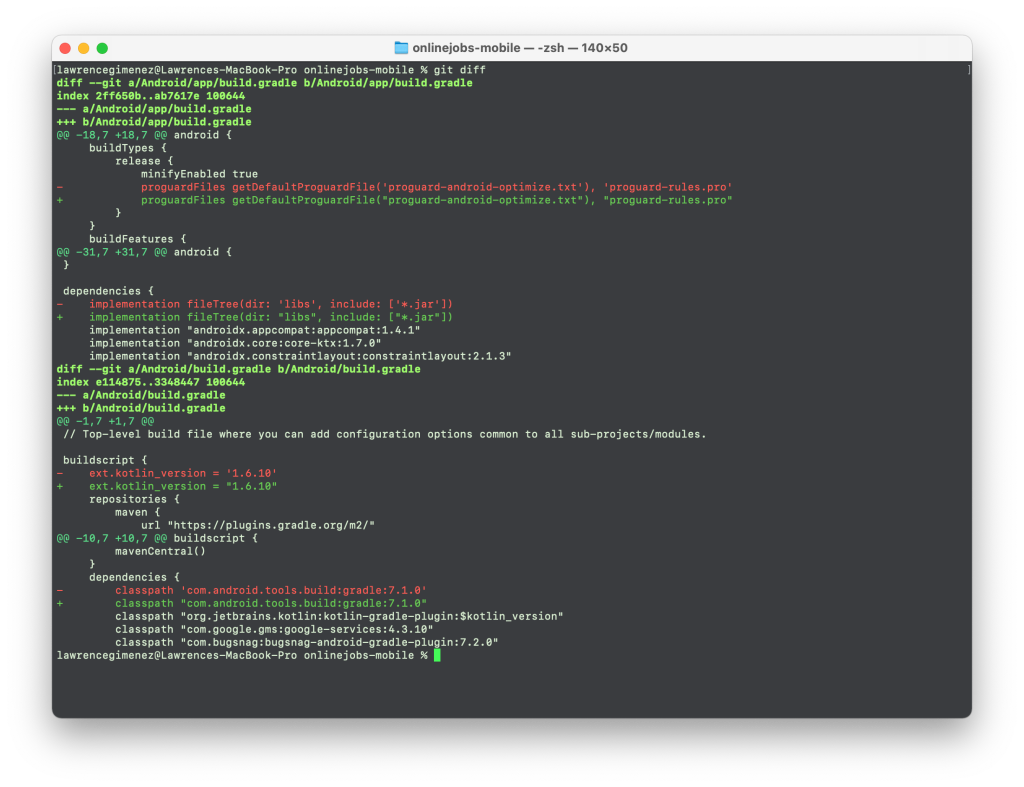 onlinejobs-mobile — -zsh — 140×50
[lawrencegimenez@Lawrences-MacBook-Pro onlinejobs-mobile % git diff ]
diff --git a/Android/app/build.gradle b/Android/app/build.gradle
index 2ff650b..ab7617e 100644
--- a/Android/app/build.gradle
+++ b/Android/app/build.gradle
@@ -18,7 +18,7 @@ android {
     buildTypes {
         release {
             minifyEnabled true
-            proguardFiles getDefaultProguardFile('proguard-android-optimize.txt'), 'proguard-rules.pro'
+            proguardFiles getDefaultProguardFile("proguard-android-optimize.txt"), "proguard-rules.pro"
         }
     }
     buildFeatures {
@@ -31,7 +31,7 @@ android {
 }
 dependencies {
-    implementation fileTree(dir: 'libs', include: ['*.jar'])
+    implementation fileTree(dir: "libs", include: ["*.jar"])
     implementation "androidx.appcompat:appcompat:1.4.1"
     implementation "androidx.core:core-ktx:1.7.0"
     implementation "androidx.constraintlayout:constraintlayout:2.1.3"
diff --git a/Android/build.gradle b/Android/build.gradle
index e114875..3348447 100644
--- a/Android/build.gradle
+++ b/Android/build.gradle
@@ -1,7 +1,7 @@
 // Top-level build file where you can add configuration options common to all sub-projects/modules.
 buildscript {
-    ext.kotlin_version = '1.6.10'
+    ext.kotlin_version = "1.6.10"
     repositories {
         maven {
             url "https://plugins.gradle.org/m2/"
@@ -10,7 +10,7 @@ buildscript {
         mavenCentral()
     }
     dependencies {
-        classpath 'com.android.tools.build:gradle:7.1.0'
+        classpath "com.android.tools.build:gradle:7.1.0"
         classpath "org.jetbrains.kotlin:kotlin-gradle-plugin:$kotlin_version"
         classpath "com.google.gms:google-services:4.3.10"
         classpath "com.bugsnag:bugsnag-android-gradle-plugin:7.2.0"
lawrencegimenez@Lawrences-MacBook-Pro onlinejobs-mobile %